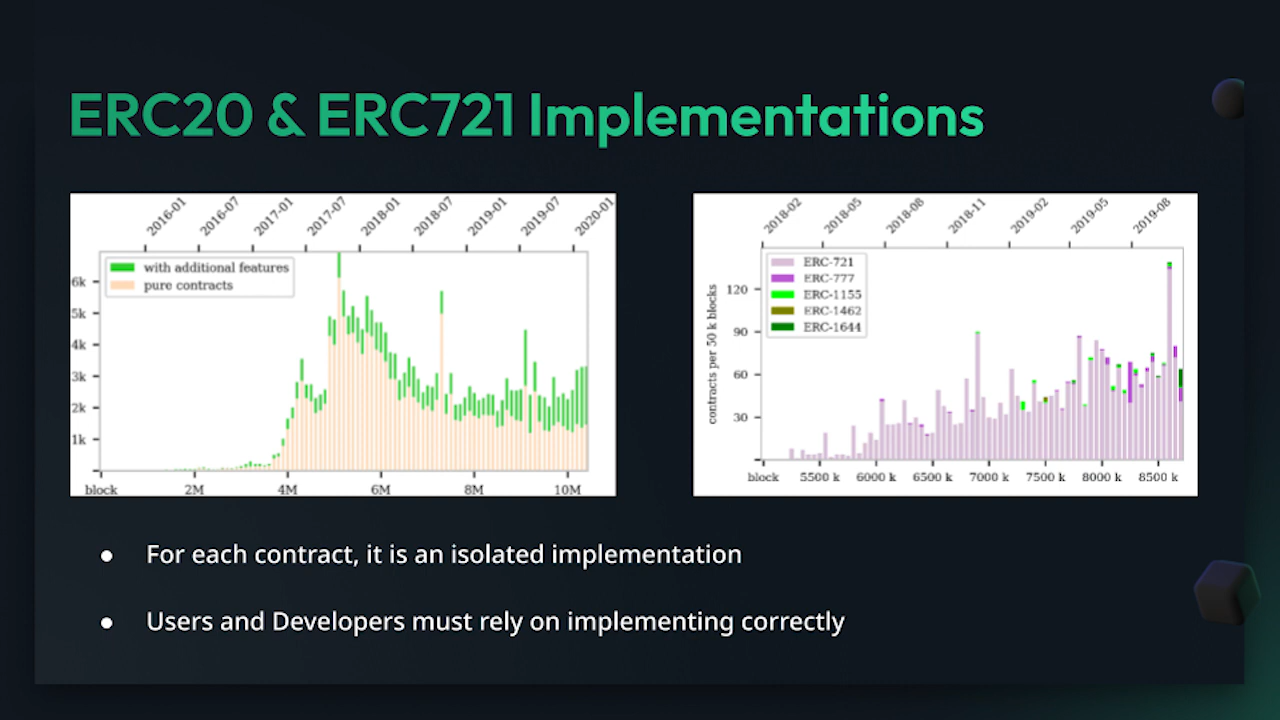 ERC20 & ERC721 Implementations
2016-01 2016-07 2017-01 2017-07 2018-01 2018-07 2019-01 2019-07 2020-01
with additional features
pure contracts
6k
5k
4k
3k
2k
1k
block 2M 4M 6M 8M 10M
2018-02 2018-05 2018-08 2018-11 2019-02 2019-05 2019-08
ERC-721
ERC-777
ERC-1155
ERC-1462
ERC-1644
contracts per 50 k blocks
120
90
60
30
block 5500 k 6000 k 6500 k 7000 k 7500 k 8000 k 8500 k
● For each contract, it is an isolated implementation
● Users and Developers must rely on implementing correctly